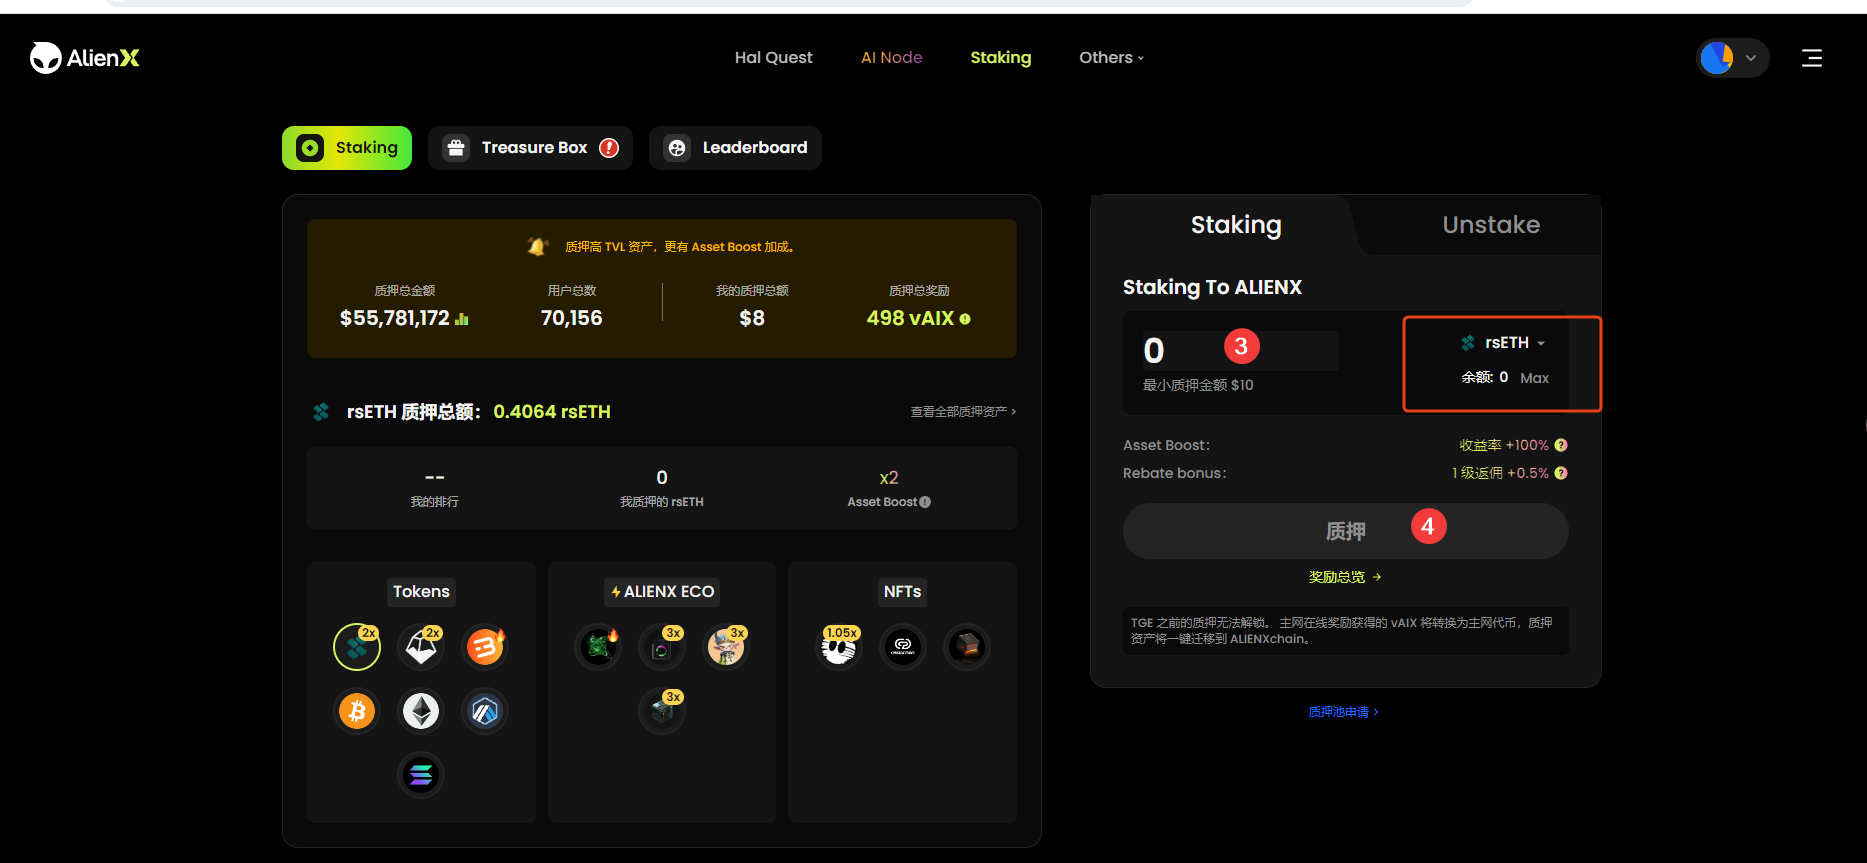 AlienX
Hal Quest
AI Node
Staking
Others
Staking
Treasure Box
Leaderboard
质押高 TVL 资产，更有 Asset Boost 加成。
质押总金额
用户总数
我的质押总额
质押总奖励
$55,781,172
70,156
$8
498 vAIX
rsETH 质押总额：0.4064 rsETH
查看全部质押资产 >
--
0
x2
我的排行
我质押的 rsETH
Asset Boost
Tokens
2x
2x
ALIENX ECO
3x
3x
3x
NFTs
1.05x
Staking
Unstake
Staking To ALIENX
0
3
最小质押金额 $10
rsETH
余额: 0 Max
Asset Boost：
收益率 +100% ?
Rebate bonus：
1 级返佣 +0.5% ?
质押
4
奖励总览 →
TGE 之前的质押无法解锁。 主网在线奖励获得的 vAIX 将转换为主网代币，质押
资产将一键迁移到 ALIENXchain。
质押池申请 >